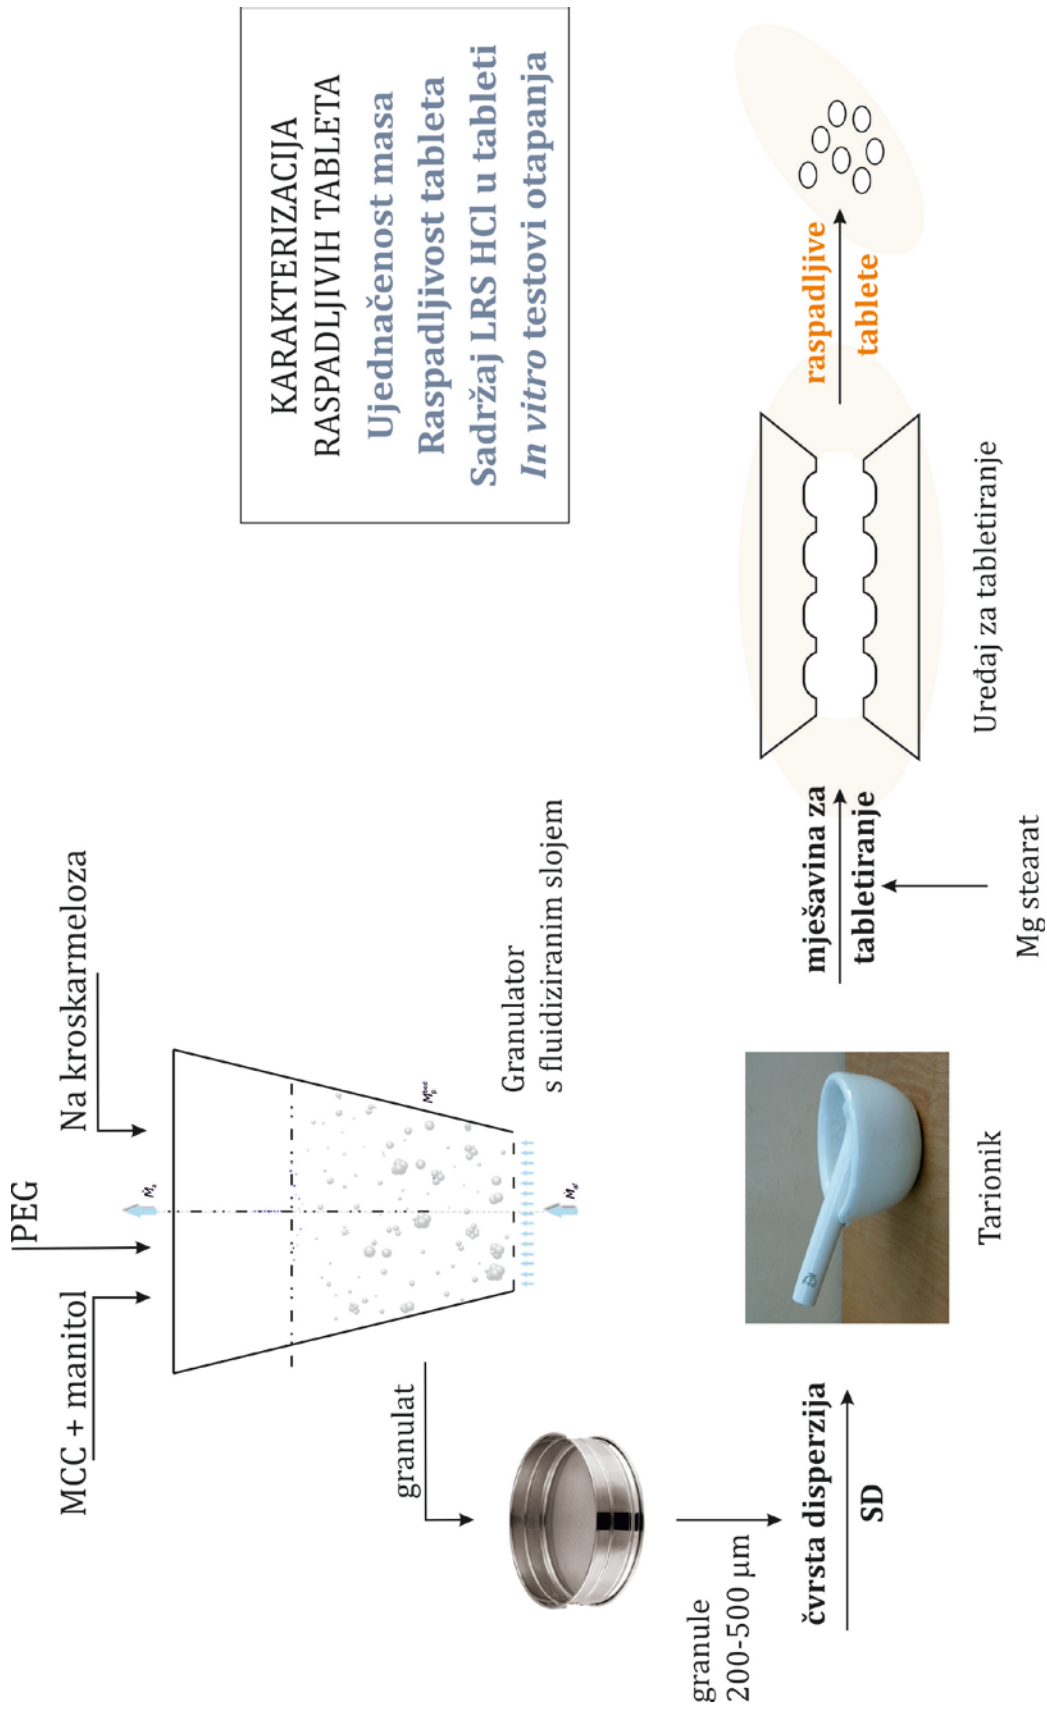 PEG
MCC + manitol
Na kroskarmeloza
granulat
Granulator
s fluidiziranim slojem
granule
200-500 µm
čvrsta disperzija
SD
Tarionik
mješavina za
tabletiranje
Mg stearat
Uređaj za tabletiranje
raspadljive
tablete
KARAKTERIZACIJA
RASPADLJIVIH TABLETA
Ujednačenost masa
Raspadljivost tableta
Sadržaj LRS HCl u tableti
In vitro testovi otapanja